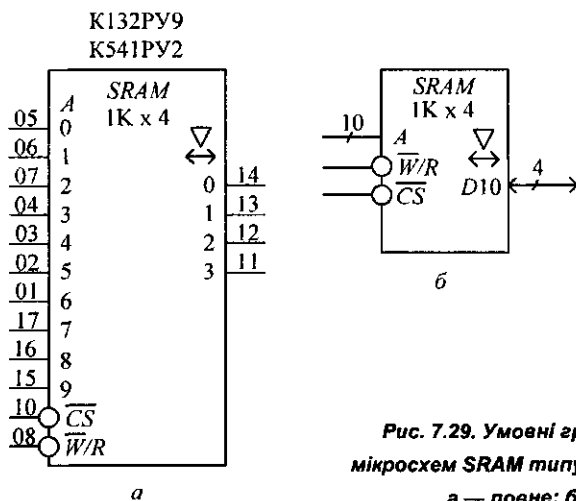 К132РУ9
К541РУ2
SRAM
1K x 4
A
05 0
06 1
07 2
04 3
03 4
02 5
01 6
17 7
16 8
15 9
10 CS
08 W/R
0 14
1 13
2 12
3 11
а
SRAM
1K x 4
10 A
W/R
CS
D10 4
б
Рис. 7.29. Умовні гр
мікросхем SRAM типу
а — повне; б